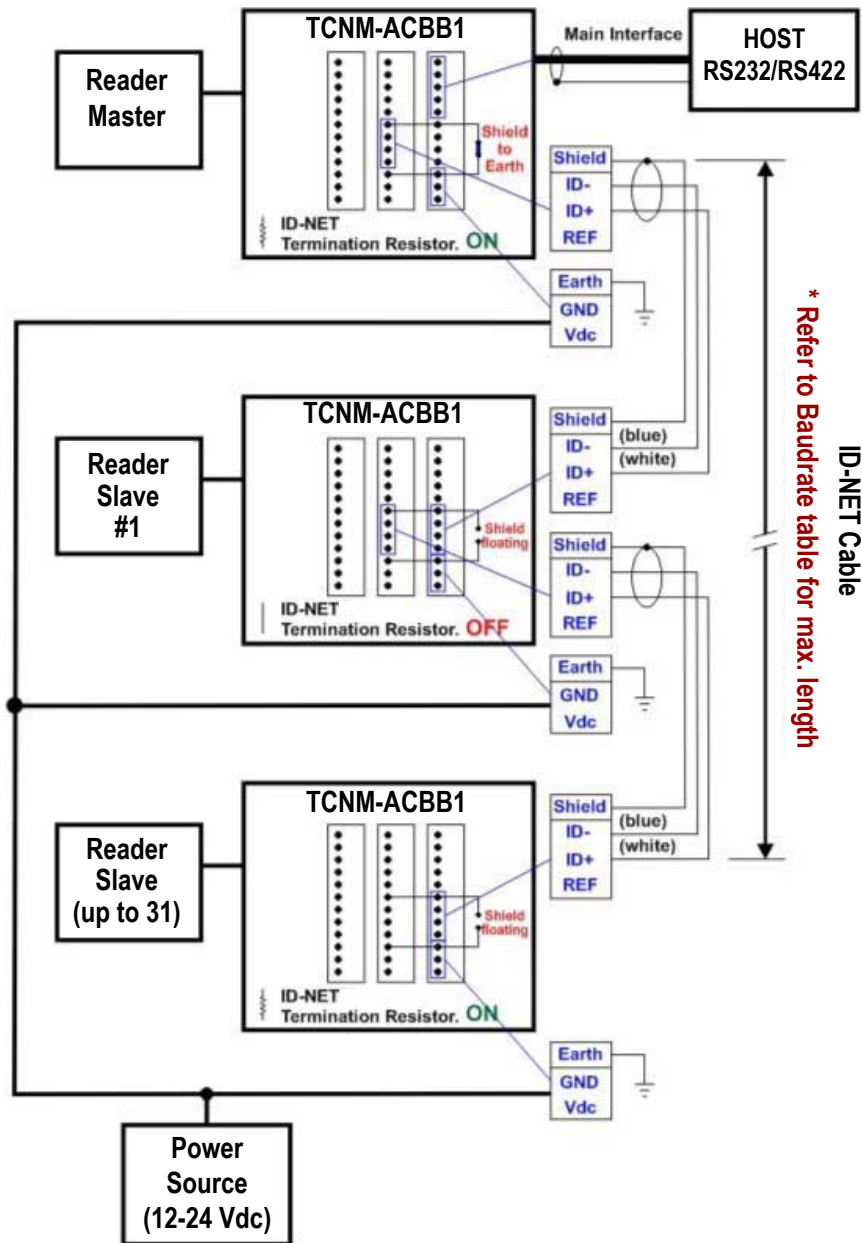 TCNM-ACBB1
Main Interface
HOST
RS232/RS422
Reader
Master
Shield
to
Earth
ID-NET
Termination Resistor. ON
Shield
ID-
ID+
REF
Earth
GND
Vdc
TCNM-ACBB1
Reader
Slave
#1
Shield
floating
ID-NET
Termination Resistor. OFF
Shield
ID- (blue)
ID+ (white)
REF
Shield
ID-
ID+
REF
Earth
GND
Vdc
TCNM-ACBB1
Reader
Slave
(up to 31)
Shield
floating
ID-NET
Termination Resistor. ON
Shield
ID- (blue)
ID+ (white)
REF
Earth
GND
Vdc
Power
Source
(12-24 Vdc)
ID-NET Cable
* Refer to Baudrate table for max. length